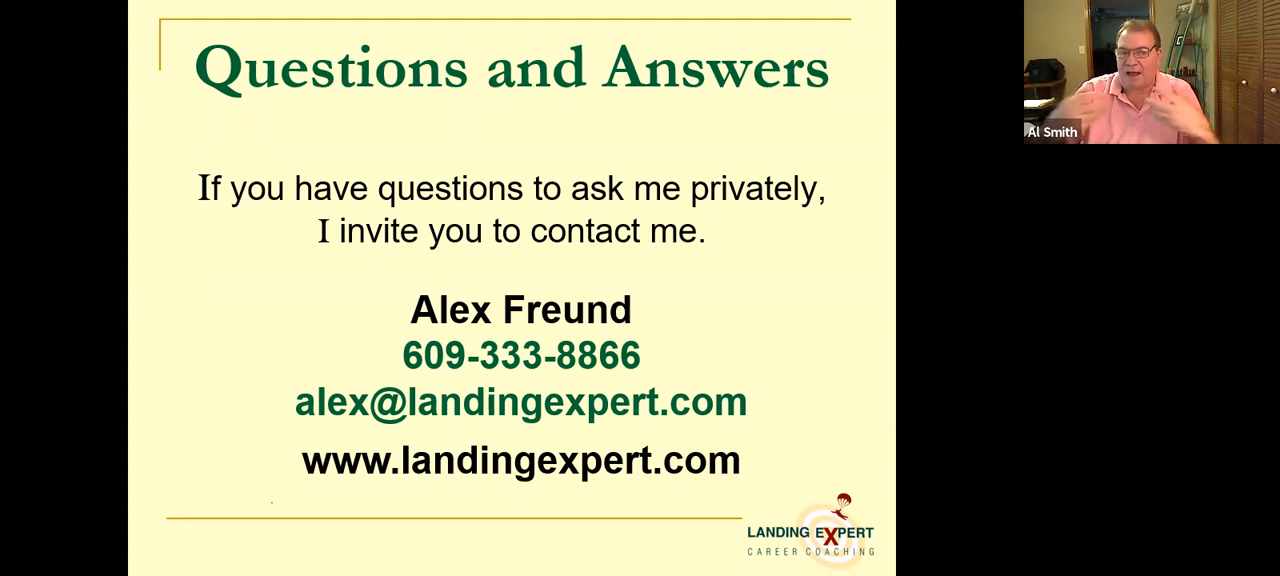 Questions and Answers
If you have questions to ask me privately,
I invite you to contact me.
Alex Freund
609-333-8866
alex@landingexpert.com
www.landingexpert.com
LANDING EXPERT
CAREER COACHING
Al Smith